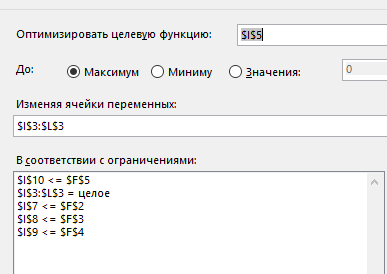 Оптимизировать целевую функцию: $I$5
До: Максимум Миниму Значения: 0
Изменяя ячейки переменных:
$I$3:$L$3
В соответствии с ограничениями:
$I$10 <= $F$5
$I$3:$L$3 = целое
$I$7 <= $F$2
$I$8 <= $F$3
$I$9 <= $F$4